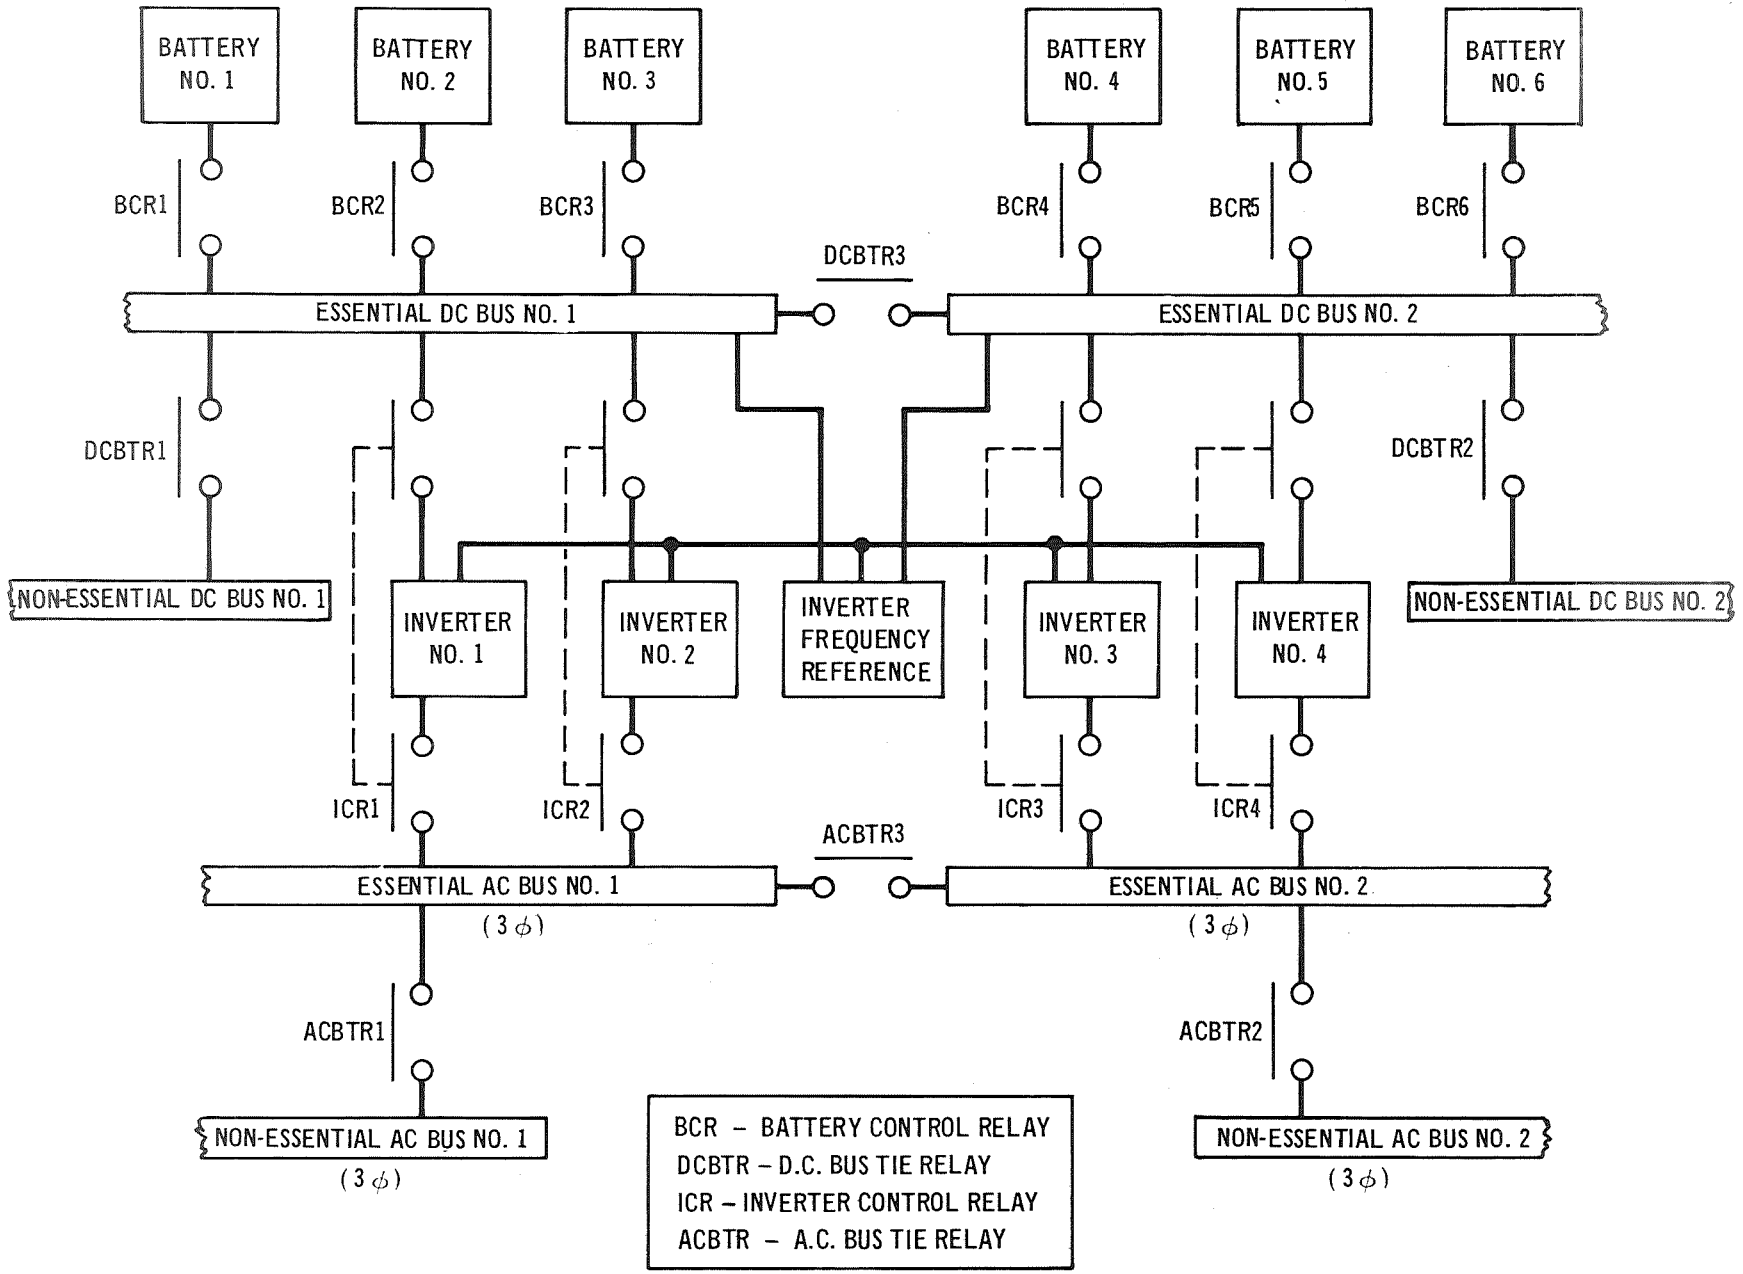 BATTERY
NO. 1
BATTERY
NO. 2
BATTERY
NO. 3
BATTERY
NO. 4
BATTERY
NO. 5
BATTERY
NO. 6
BCR1
BCR2
BCR3
BCR4
BCR5
BCR6
DCBTR3
ESSENTIAL DC BUS NO. 1
ESSENTIAL DC BUS NO. 2
DCBTR1
DCBTR2
NON-ESSENTIAL DC BUS NO. 1
NON-ESSENTIAL DC BUS NO. 2
INVERTER
NO. 1
INVERTER
NO. 2
INVERTER
FREQUENCY
REFERENCE
INVERTER
NO. 3
INVERTER
NO. 4
ICR1
ICR2
ICR3
ICR4
ACBTR3
ESSENTIAL AC BUS NO. 1
(3 φ)
ESSENTIAL AC BUS NO. 2
(3 φ)
ACBTR1
ACBTR2
NON-ESSENTIAL AC BUS NO. 1
(3 φ)
NON-ESSENTIAL AC BUS NO. 2
(3 φ)
BCR – BATTERY CONTROL RELAY
DCBTR – D.C. BUS TIE RELAY
ICR – INVERTER CONTROL RELAY
ACBTR – A.C. BUS TIE RELAY